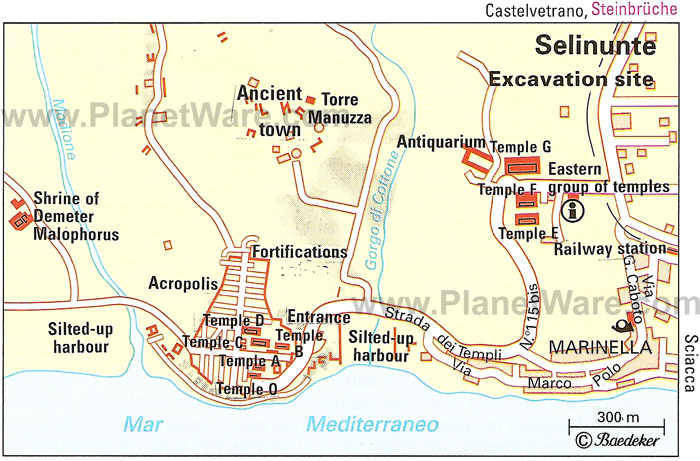 Castelvetrano, Steinbrüche
Selinunte
Excavation site
www.PlanetWare.com
www.PlanetWare.com
Modione
Ancient
town
Torre
Manuzza
Antiquarium
Temple G
Eastern
group of temples
Temple F
Temple E
i
Railway station
Gorgo di Cottone
Shrine of
Demeter
Malophorus
Fortifications
Acropolis
Temple D
Temple C
Temple A
Temple O
Entrance
Temple
B
Silted-up
harbour
Silted-up
harbour
www.PlanetWare.com
Strada dei Templi
N° 115 bis
Via G. Caboto
MARINELLA
Via Marco Polo
Sciacca
Mar Mediterraneo
300 m
© Baedeker